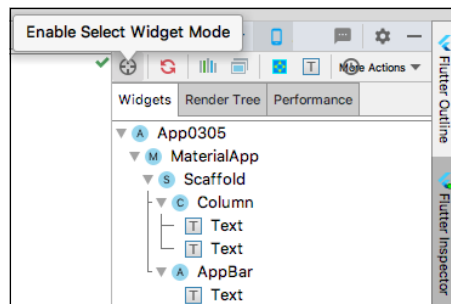 Enable Select Widget Mode
More Actions
Widgets Render Tree Performance
A App0305
M MaterialApp
S Scaffold
C Column
T Text
T Text
A AppBar
T Text
Flutter Outline
Flutter Inspector